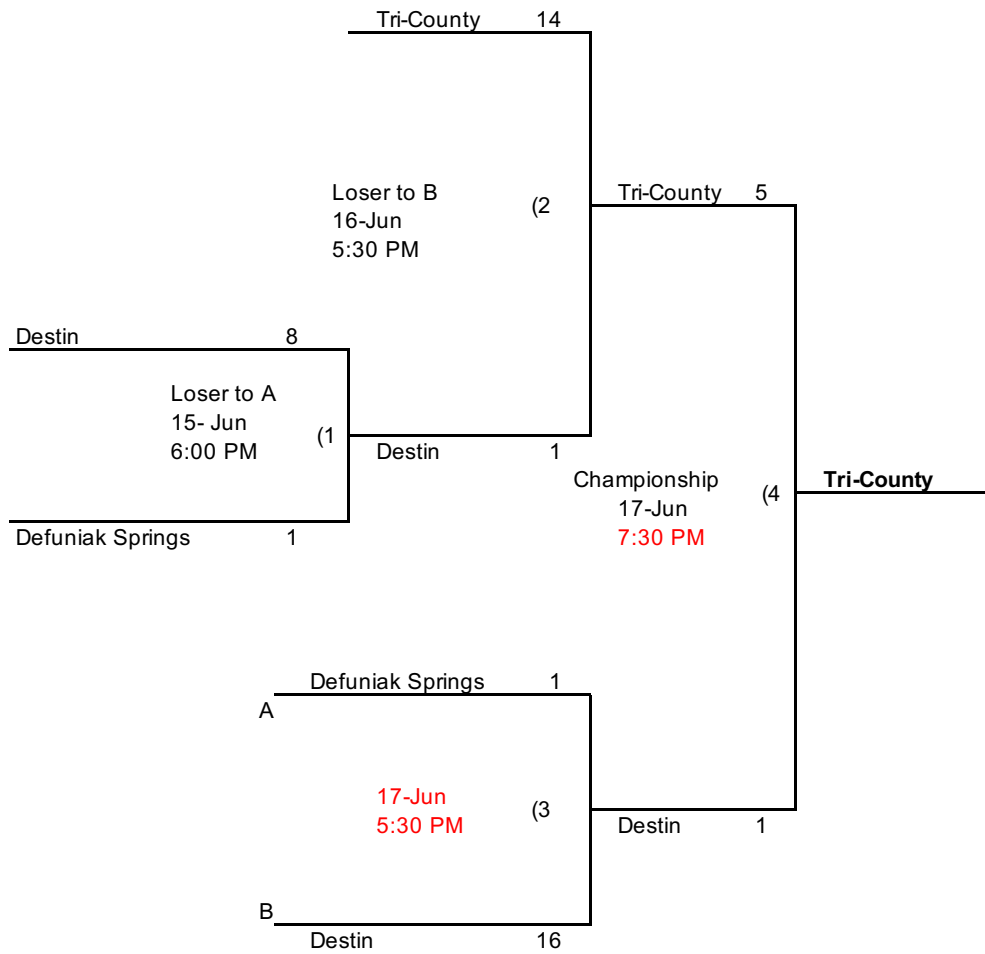 Tri-County 14
Loser to B
16-Jun
5:30 PM
(2
Tri-County 5
Destin 8
Loser to A
15- Jun
6:00 PM
(1
Destin 1
Defuniak Springs 1
Championship
17-Jun
7:30 PM
(4
Tri-County
Defuniak Springs 1
A
17-Jun
5:30 PM
(3
Destin 1
B
Destin 16